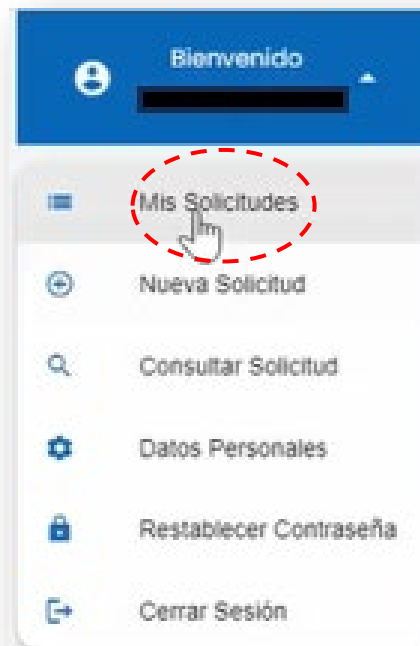 Bienvenido
Mis Solicitudes
Nueva Solicitud
Consultar Solicitud
Datos Personales
Restablecer Contraseña
Cerrar Sesión